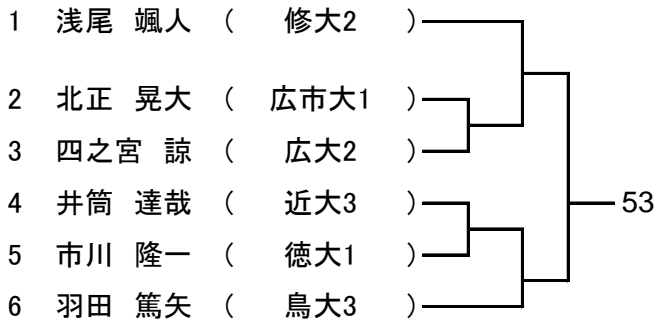 1 浅尾 颯人 ( 修大2 )
2 北正 晃大 ( 広市大1 )
3 四之宮 諒 ( 広大2 )
4 井筒 達哉 ( 近大3 )
5 市川 隆一 ( 徳大1 )
6 羽田 篤矢 ( 鳥大3 )
53